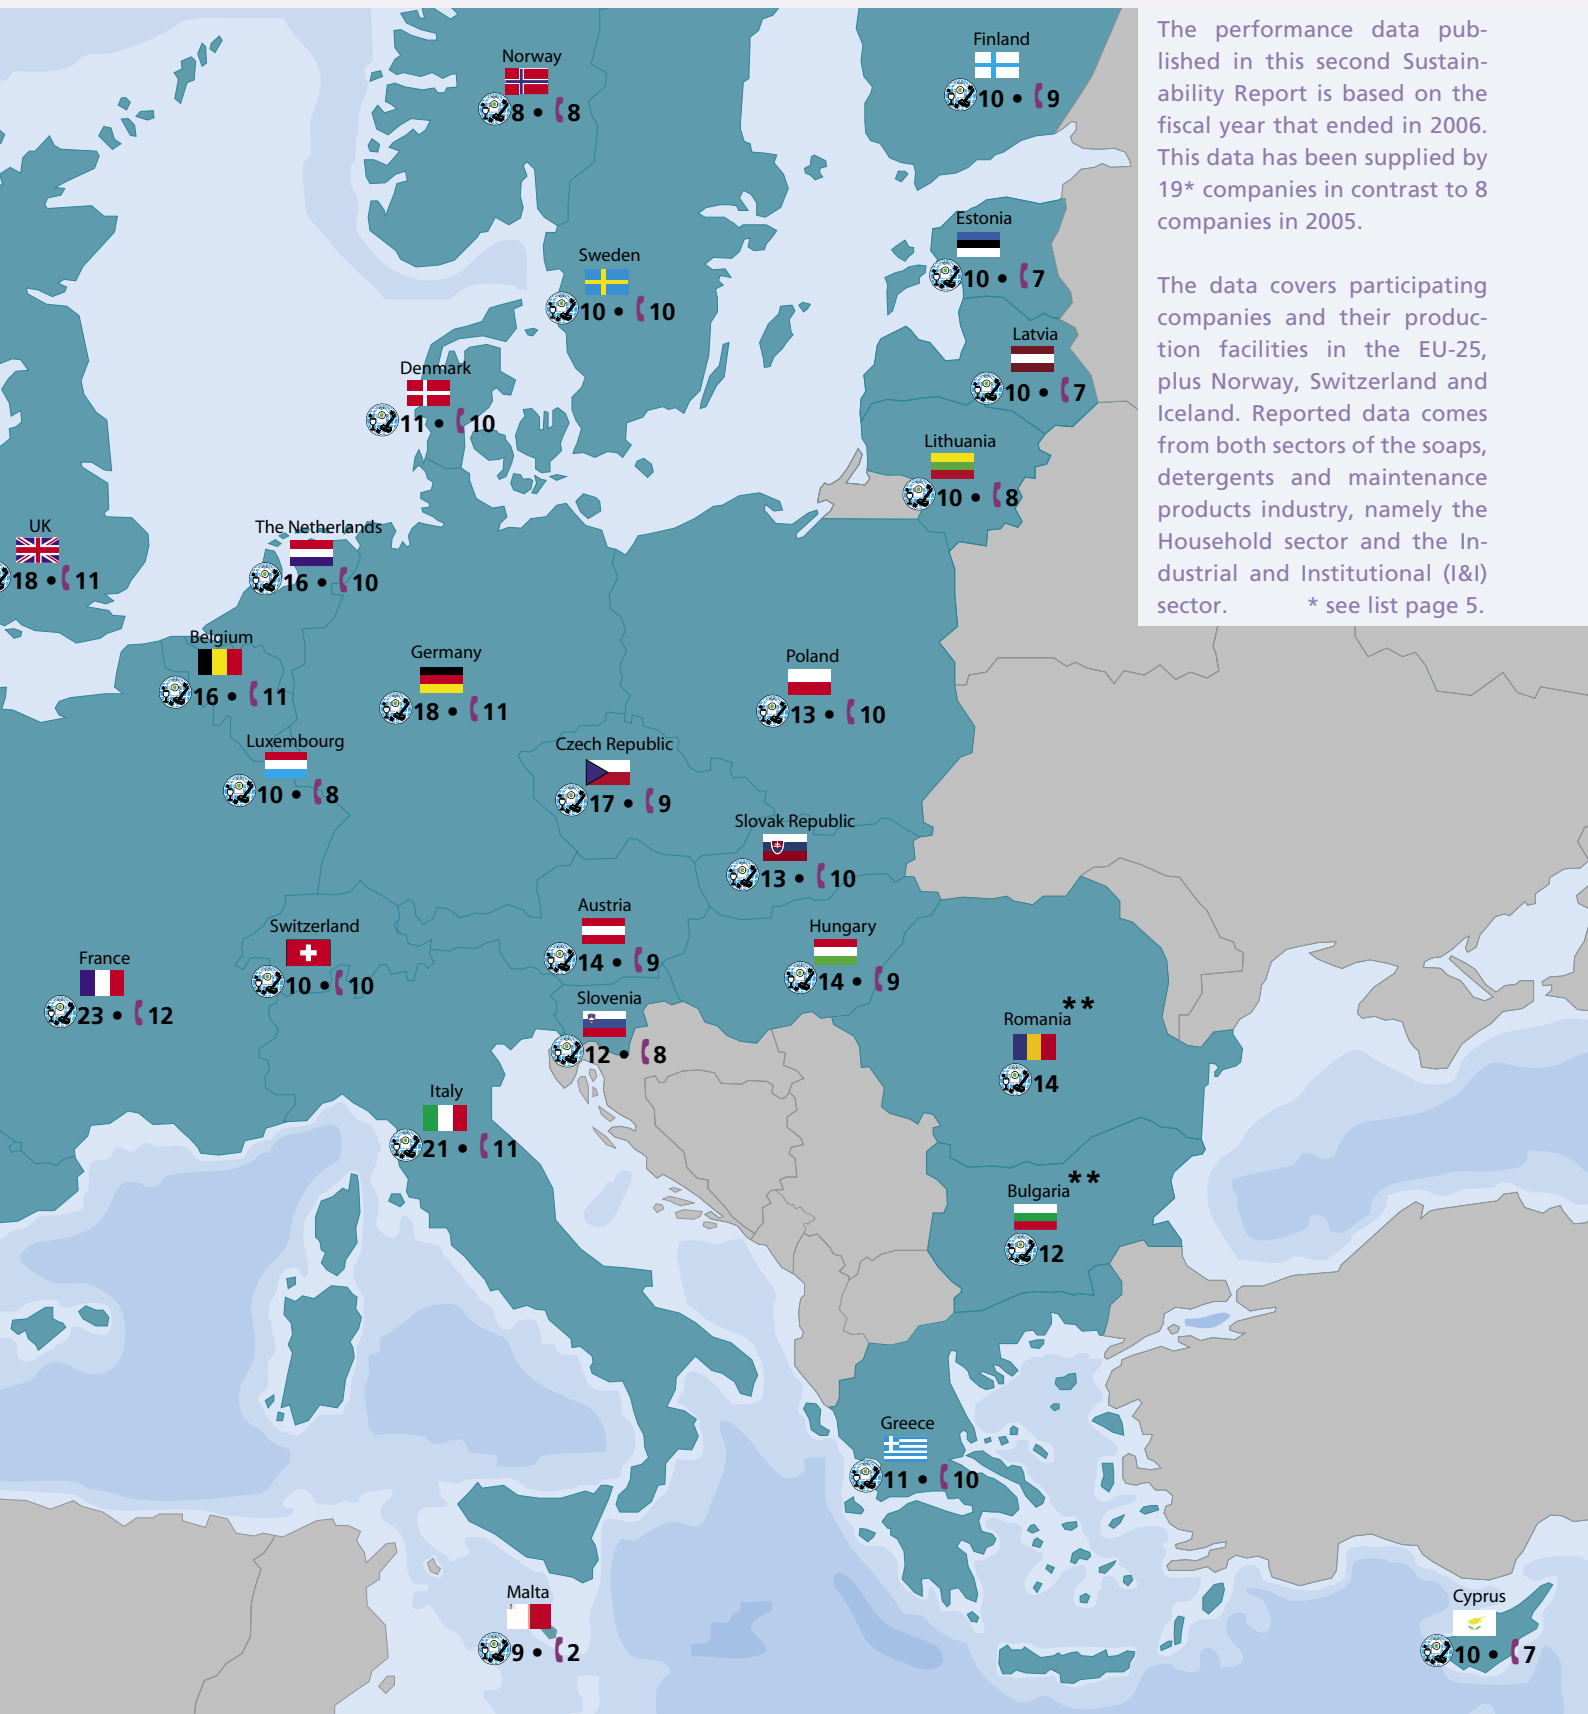 The performance data pub-
lished in this second Sustain-
ability Report is based on the
fiscal year that ended in 2006.
This data has been supplied by
19* companies in contrast to 8
companies in 2005.
The data covers participating
companies and their produc-
tion facilities in the EU-25,
plus Norway, Switzerland and
Iceland. Reported data comes
from both sectors of the soaps,
detergents and maintenance
products industry, namely the
Household sector and the In-
dustrial and Institutional (I&I)
sector. * see list page 5.
Norway
8 • 8
Finland
10 • 9
Estonia
10 • 7
Sweden
10 • 10
Latvia
10 • 7
Denmark
11 • 10
Lithuania
10 • 8
UK
18 • 11
The Netherlands
16 • 10
Belgium
16 • 11
Germany
18 • 11
Poland
13 • 10
Luxembourg
10 • 8
Czech Republic
17 • 9
Slovak Republic
13 • 10
Austria
14 • 9
Switzerland
10 • 10
Hungary
14 • 9
France
23 • 12
Slovenia
12 • 8
Romania**
14
Italy
21 • 11
Bulgaria**
12
Greece
11 • 10
Malta
9 • 2
Cyprus
10 • 7